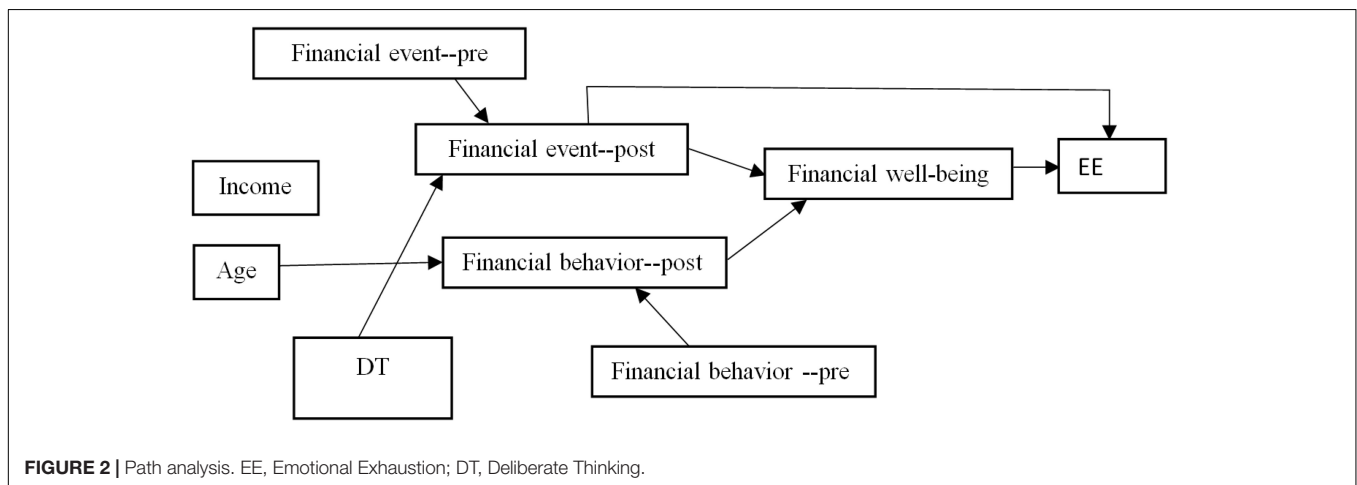 Financial event--pre
Financial event--post
Income
Financial well-being
EE
Age
Financial behavior--post
DT
Financial behavior --pre
FIGURE 2 | Path analysis. EE, Emotional Exhaustion; DT, Deliberate Thinking.